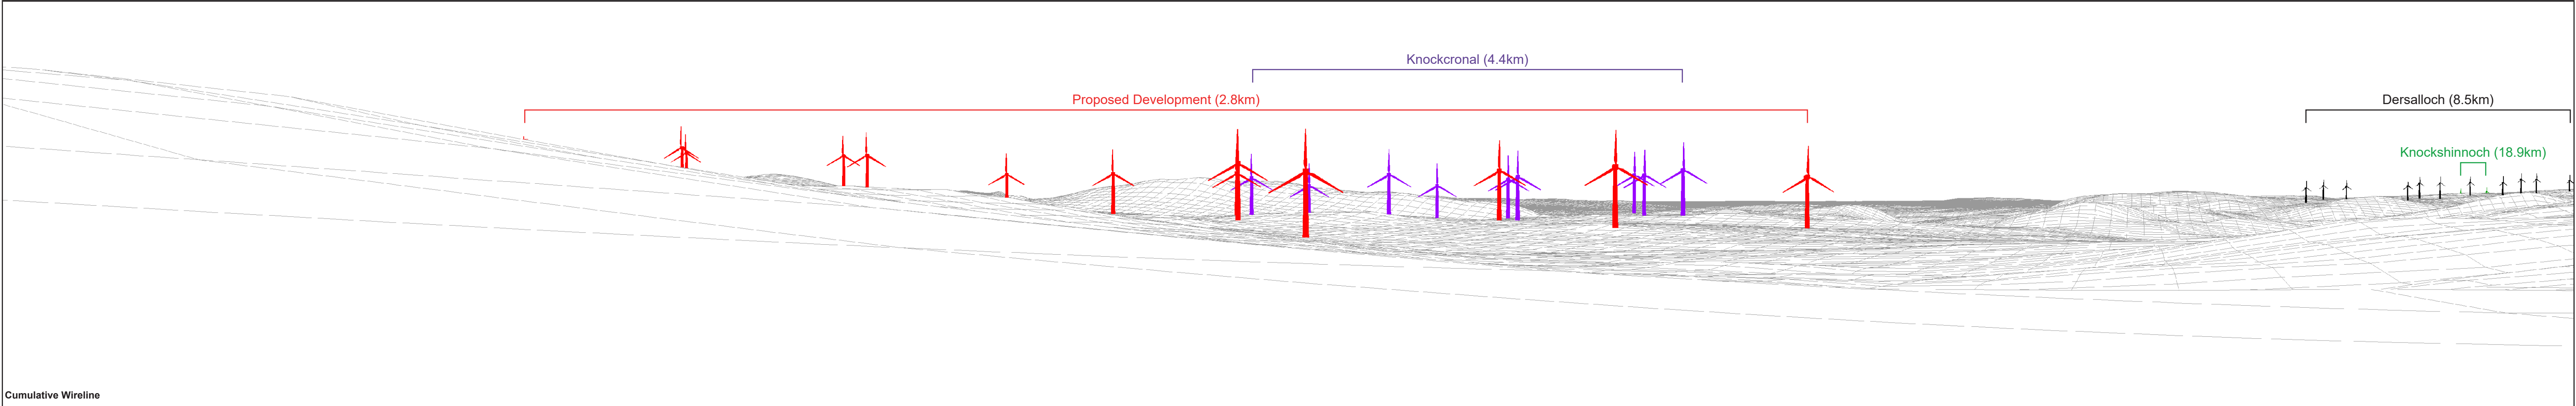 Knockcronal (4.4km)
Proposed Development (2.8km)
Dersalloch (8.5km)
Knockshinnoch (18.9km)
Cumulative Wireline